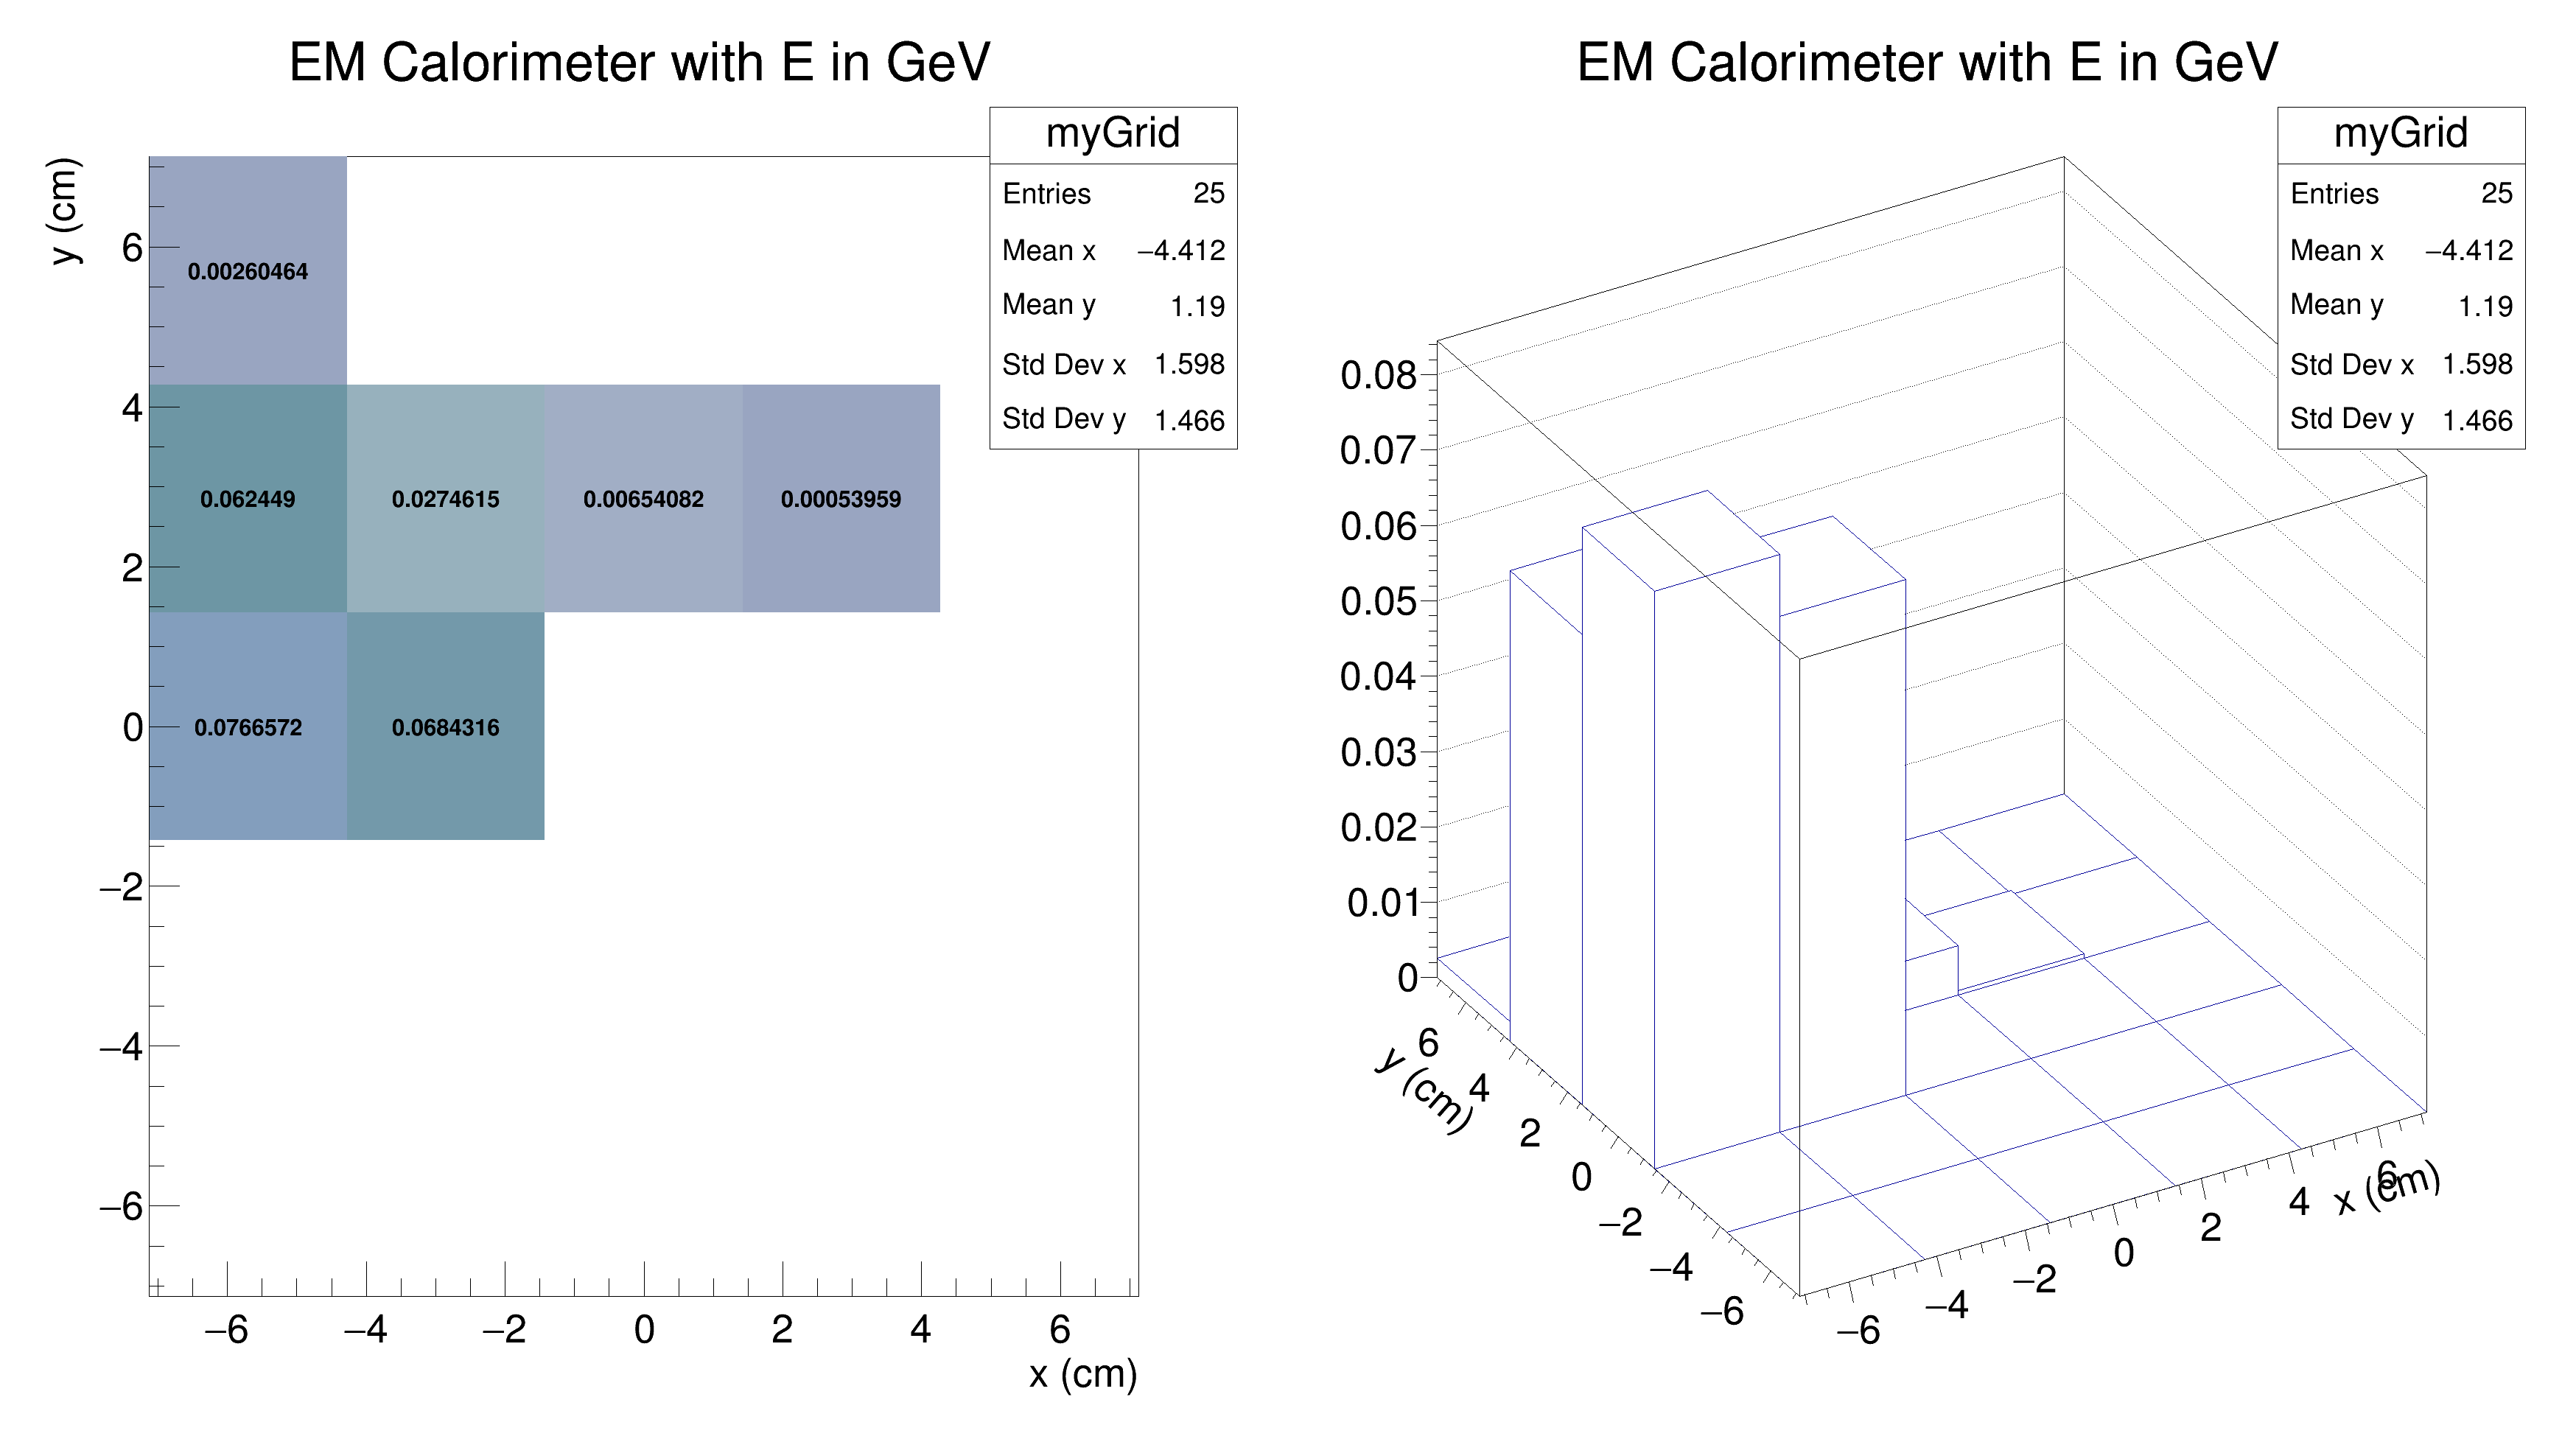 EM Calorimeter with E in GeV
myGrid
Entries 25
Mean x −4.412
Mean y 1.19
Std Dev x 1.598
Std Dev y 1.466
y (cm)
6
4
2
0
−2
−4
−6
0.00260464
0.062449 0.0274615 0.00654082 0.00053959
0.0766572 0.0684316
−6 −4 −2 0 2 4 6
x (cm)
EM Calorimeter with E in GeV
myGrid
Entries 25
Mean x −4.412
Mean y 1.19
Std Dev x 1.598
Std Dev y 1.466
0.08
0.07
0.06
0.05
0.04
0.03
0.02
0.01
0
y (cm)
6
4
2
0
−2
−4
−6
−6 −4 −2 0 2 4 6
x (cm)